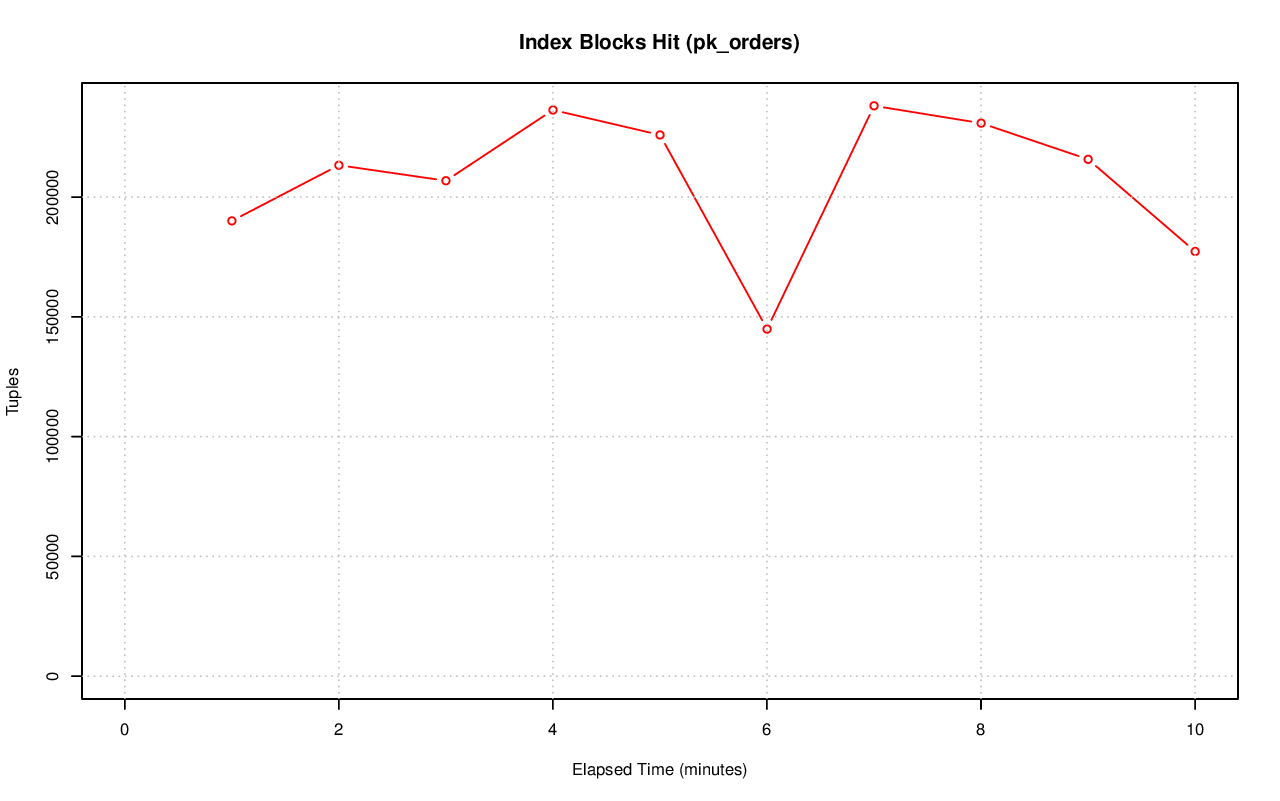 Index Blocks Hit (pk_orders)
Tuples
200000
150000
100000
50000
0
0 2 4 6 8 10
Elapsed Time (minutes)